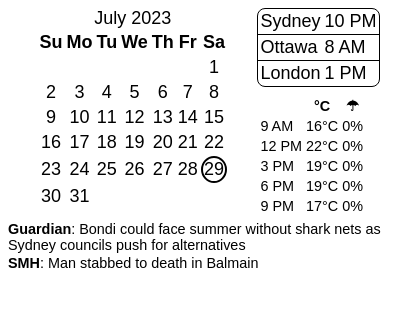 July 2023
Su Mo Tu We Th Fr Sa
1
2 3 4 5 6 7 8
9 10 11 12 13 14 15
16 17 18 19 20 21 22
23 24 25 26 27 28 29
30 31
Sydney 10 PM
Ottawa 8 AM
London 1 PM
°C ☂
9 AM 16°C 0%
12 PM 22°C 0%
3 PM 19°C 0%
6 PM 19°C 0%
9 PM 17°C 0%
Guardian: Bondi could face summer without shark nets as
Sydney councils push for alternatives
SMH: Man stabbed to death in Balmain